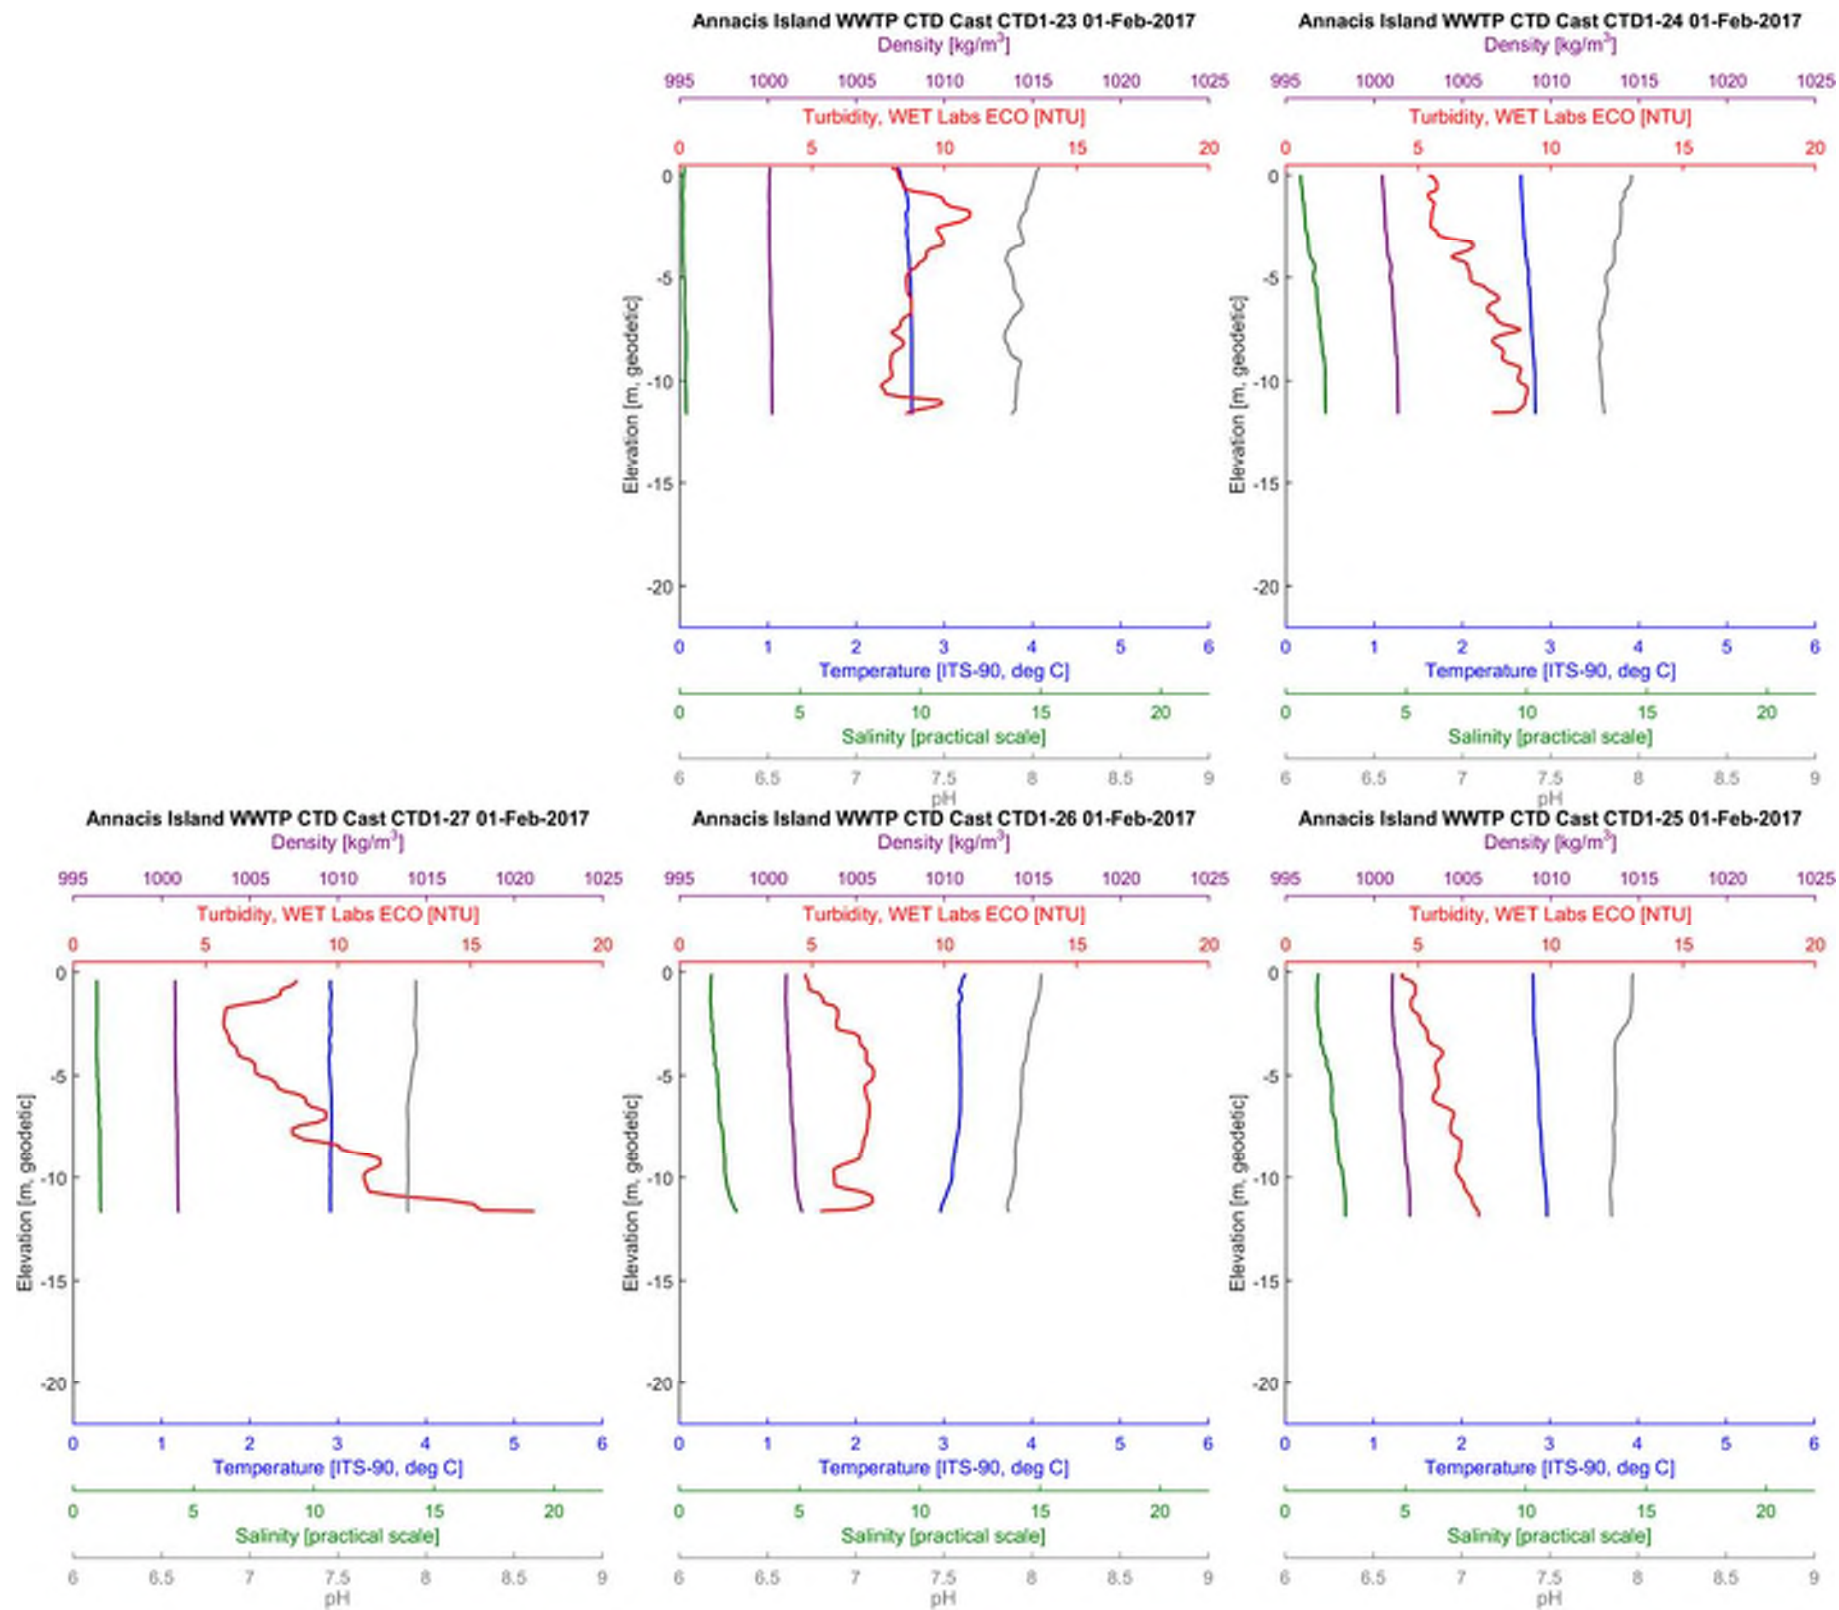 Annacis Island WWTP CTD Cast CTD1-23 01-Feb-2017
Density [kg/m³]
995 1000 1005 1010 1015 1020 1025
Turbidity, WET Labs ECO [NTU]
0 5 10 15 20
0
-5
-10
-15
-20
Elevation [m, geodetic]
0 1 2 3 4 5 6
Temperature [ITS-90, deg C]
0 5 10 15 20
Salinity [practical scale]
6 6.5 7 7.5 8 8.5 9
pH
Annacis Island WWTP CTD Cast CTD1-24 01-Feb-2017
Density [kg/m³]
995 1000 1005 1010 1015 1020 1025
Turbidity, WET Labs ECO [NTU]
0 5 10 15 20
0
-5
-10
-15
-20
Elevation [m, geodetic]
0 1 2 3 4 5 6
Temperature [ITS-90, deg C]
0 5 10 15 20
Salinity [practical scale]
6 6.5 7 7.5 8 8.5 9
pH
Annacis Island WWTP CTD Cast CTD1-27 01-Feb-2017
Density [kg/m³]
995 1000 1005 1010 1015 1020 1025
Turbidity, WET Labs ECO [NTU]
0 5 10 15 20
0
-5
-10
-15
-20
Elevation [m, geodetic]
0 1 2 3 4 5 6
Temperature [ITS-90, deg C]
0 5 10 15 20
Salinity [practical scale]
6 6.5 7 7.5 8 8.5 9
pH
Annacis Island WWTP CTD Cast CTD1-26 01-Feb-2017
Density [kg/m³]
995 1000 1005 1010 1015 1020 1025
Turbidity, WET Labs ECO [NTU]
0 5 10 15 20
0
-5
-10
-15
-20
Elevation [m, geodetic]
0 1 2 3 4 5 6
Temperature [ITS-90, deg C]
0 5 10 15 20
Salinity [practical scale]
6 6.5 7 7.5 8 8.5 9
pH
Annacis Island WWTP CTD Cast CTD1-25 01-Feb-2017
Density [kg/m³]
995 1000 1005 1010 1015 1020 1025
Turbidity, WET Labs ECO [NTU]
0 5 10 15 20
0
-5
-10
-15
-20
Elevation [m, geodetic]
0 1 2 3 4 5 6
Temperature [ITS-90, deg C]
0 5 10 15 20
Salinity [practical scale]
6 6.5 7 7.5 8 8.5 9
pH